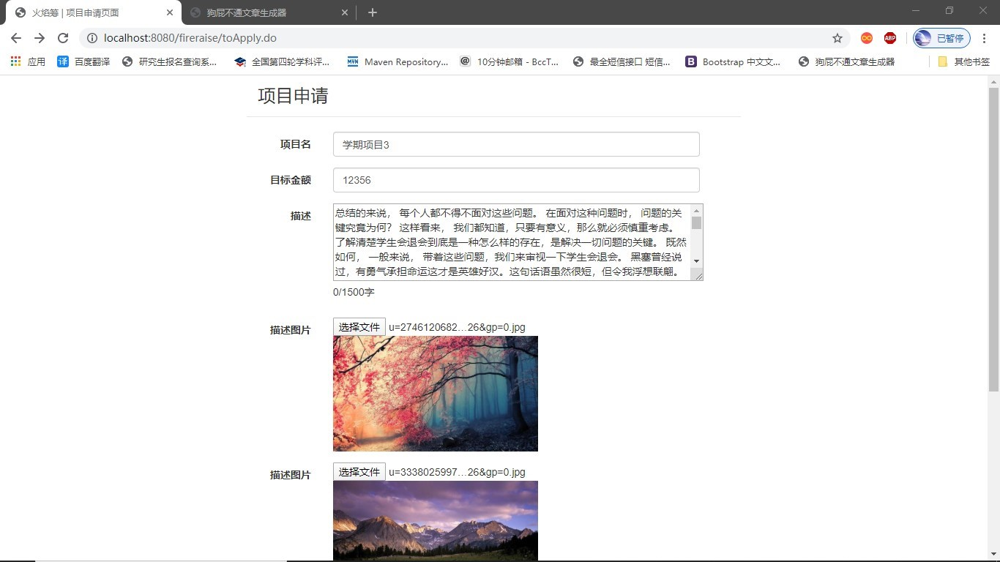 火焰筹 | 项目申请页面
狗屁不通文章生成器
localhost:8080/fireraise/toApply.do
ABP
已暂停
应用
译 百度翻译
研究生报名查询系...
全国第四轮学科评...
MVN Maven Repository...
@ 10分钟邮箱 - BccT...
最全短信接口 短信...
B Bootstrap 中文文...
狗屁不通文章生成器
其他书签
项目申请
项目名 学期项目3
目标金额 12356
描述
总结的来说， 每个人都不得不面对这些问题。 在面对这种问题时， 问题的关
键究竟为何？ 这样看来， 我们都知道，只要有意义，那么就必须慎重考虑。
了解清楚学生会退会到底是一种怎么样的存在，是解决一切问题的关键。 既然
如何， 一般来说， 带着这些问题，我们来审视一下学生会退会。 黑塞曾经说
过，有勇气承担命运这才是英雄好汉。这句话语虽然很短，但令我浮想联翩。
0/1500字
描述图片 选择文件 u=2746120682…26&gp=0.jpg
描述图片 选择文件 u=3338025997…26&gp=0.jpg